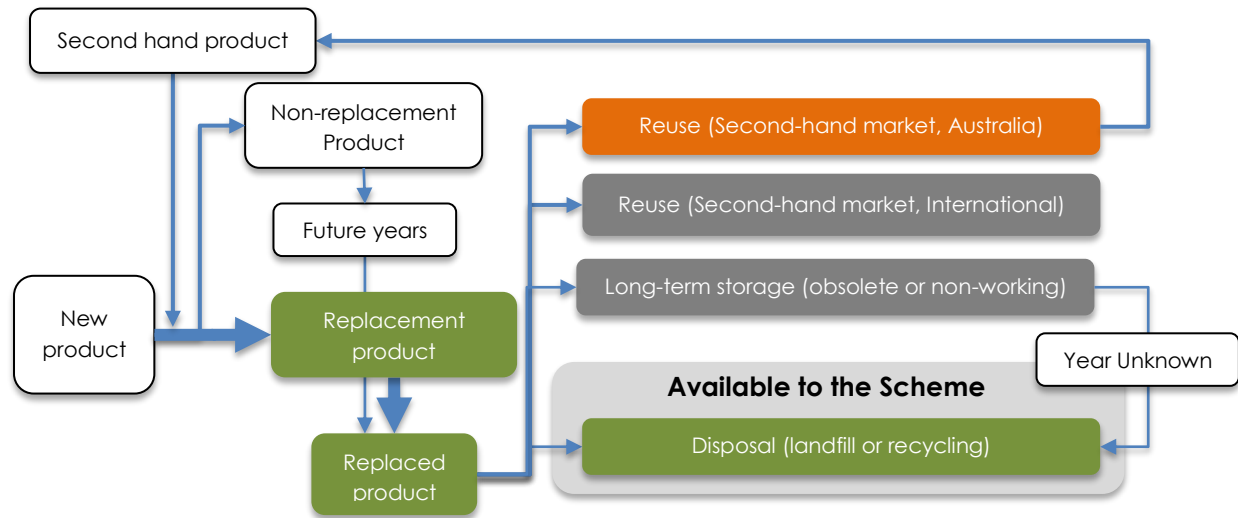 Second hand product
Non-replacement
Product
Reuse (Second-hand market, Australia)
Reuse (Second-hand market, International)
Future years
Long-term storage (obsolete or non-working)
New
product
Replacement
product
Year Unknown
Available to the Scheme
Disposal (landfill or recycling)
Replaced
product